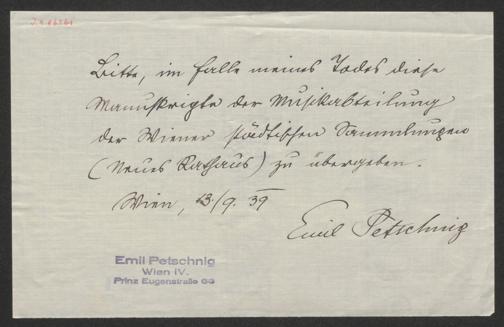 Bitte, im Falle meines Todes diese
Manuskripte der Musikabteilung
der Wiener städtischen Sammlungen
(Neues Rathaus) zu übergeben.
Wien, 13/9. 39
Emil Petschnig
Emil Petschnig
Wien IV.
Prinz Eugenstraße